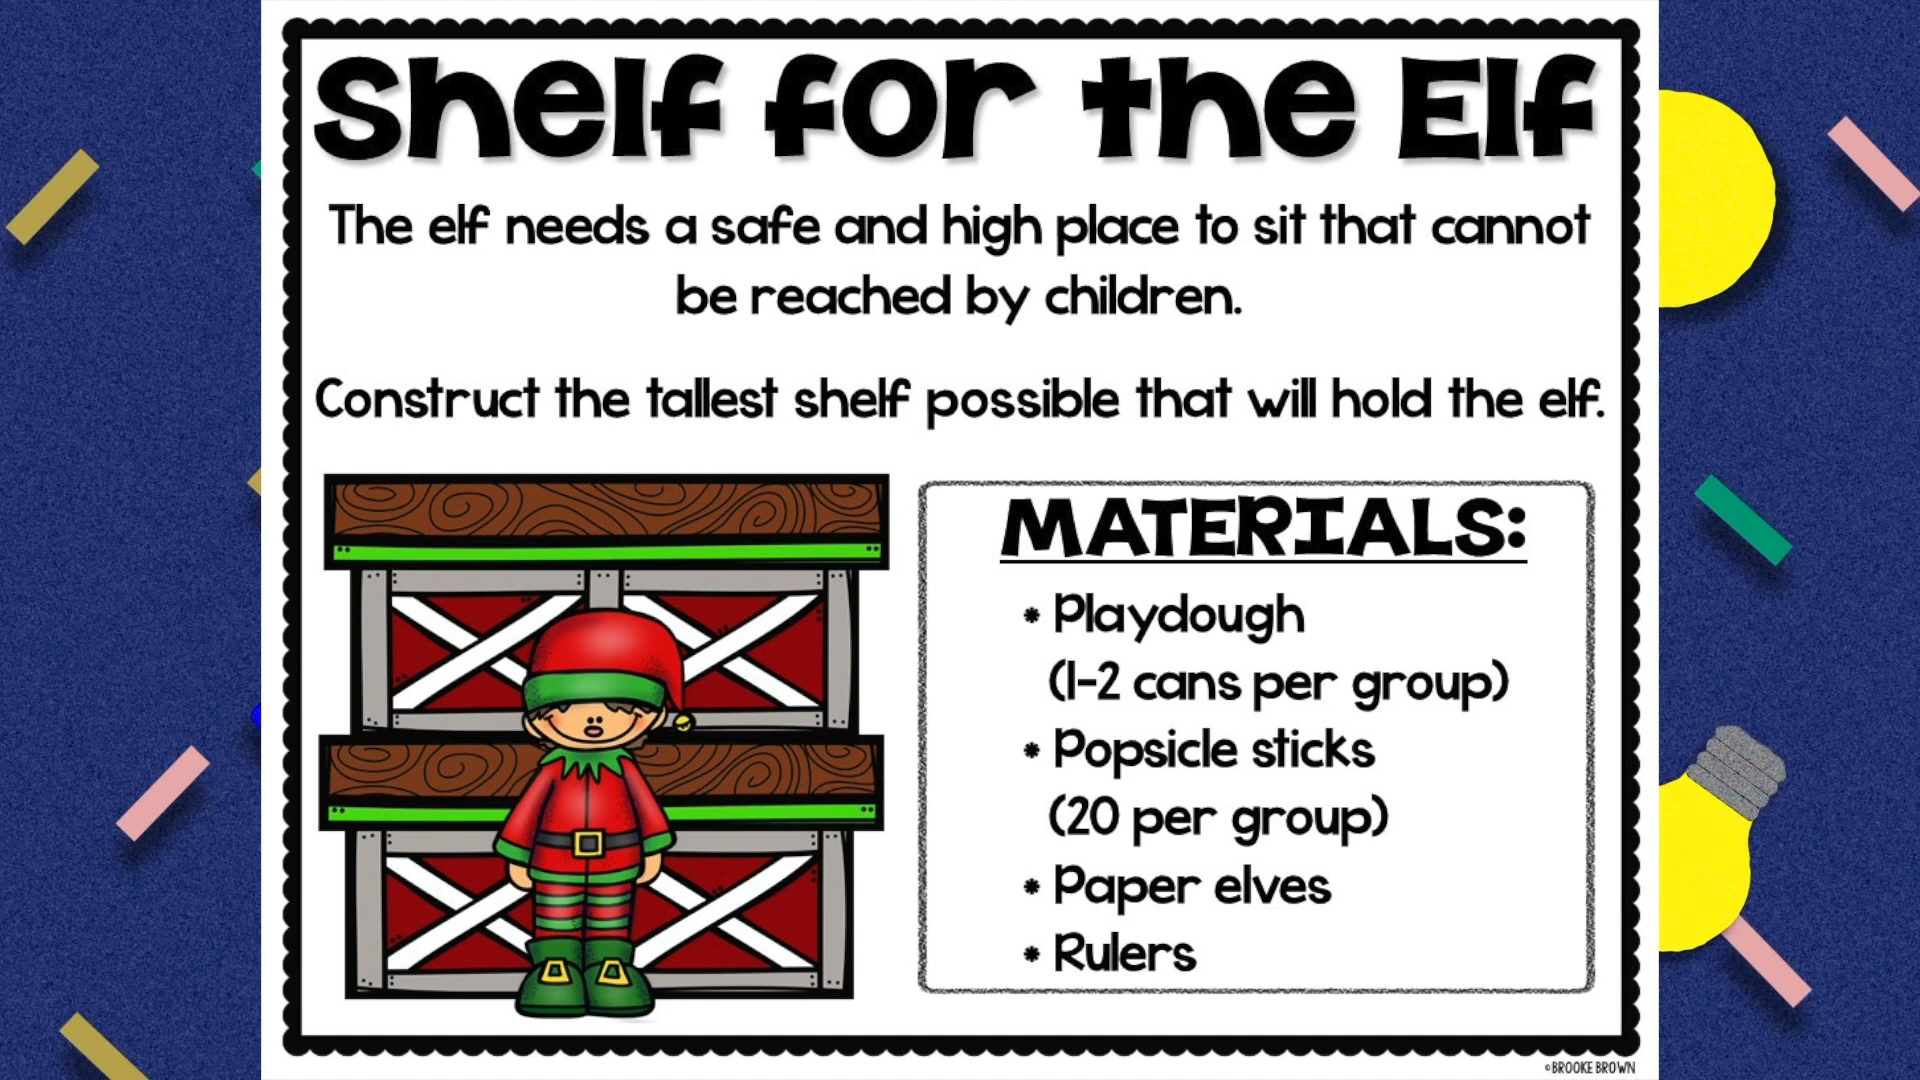 Shelf for the Elf
The elf needs a safe and high place to sit that cannot
be reached by children.
Construct the tallest shelf possible that will hold the elf.
MATERIALS:
* Playdough
(1-2 cans per group)
* Popsicle sticks
(20 per group)
* Paper elves
* Rulers
©BROOKE BROWN